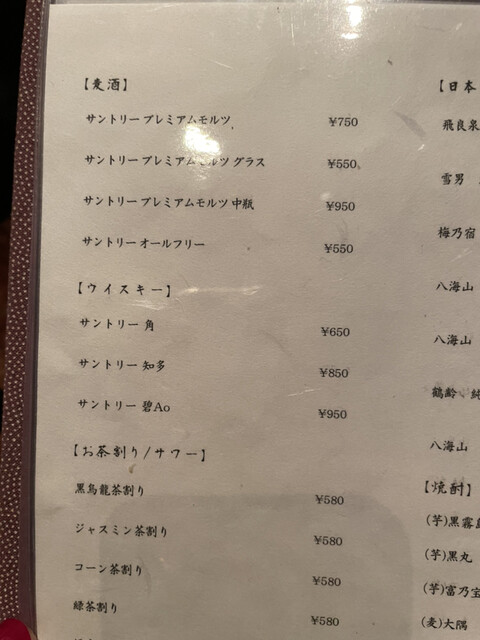 【麦酒】
サントリー プレミアムモルツ ¥750
サントリー プレミアムモルツ グラス ¥550
サントリー プレミアムモルツ 中瓶 ¥950
サントリー オールフリー ¥550
【ウイスキー】
サントリー 角 ¥650
サントリー 知多 ¥850
サントリー 碧Ao ¥950
【お茶割り/サワー】
黒烏龍茶割り ¥580
ジャスミン茶割り ¥580
コーン茶割り ¥580
緑茶割り ¥580
【日本
飛良泉
雪男
梅乃宿
八海山
八海山
鶴齢 純
八海山
【焼酎】
(芋)黒霧島
(芋)黒丸
(芋)富乃宝
(麦)大隅